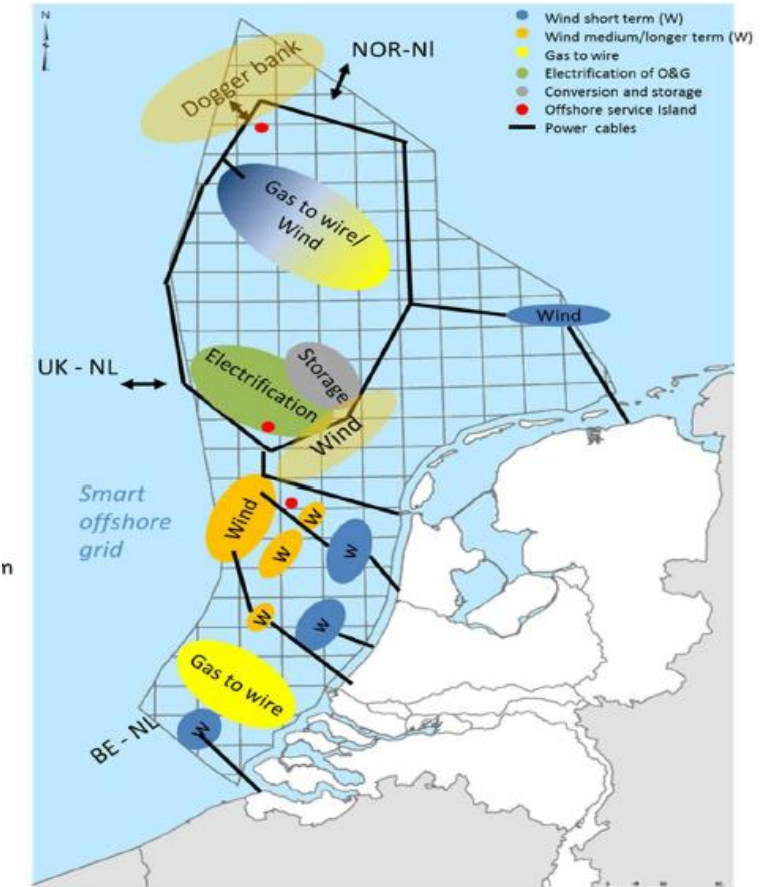 N
Wind short term (W)
Wind medium/longer term (W)
Gas to wire
Electrification of O&G
Conversion and storage
Offshore service Island
Power cables
NOR-Nl
Dogger bank
Gas to wire/
Wind
Wind
Electrification
Storage
UK - NL
Wind
Smart
offshore
grid
Wind
W
W
W
n
W
W
Gas to wire
W
BE - NL